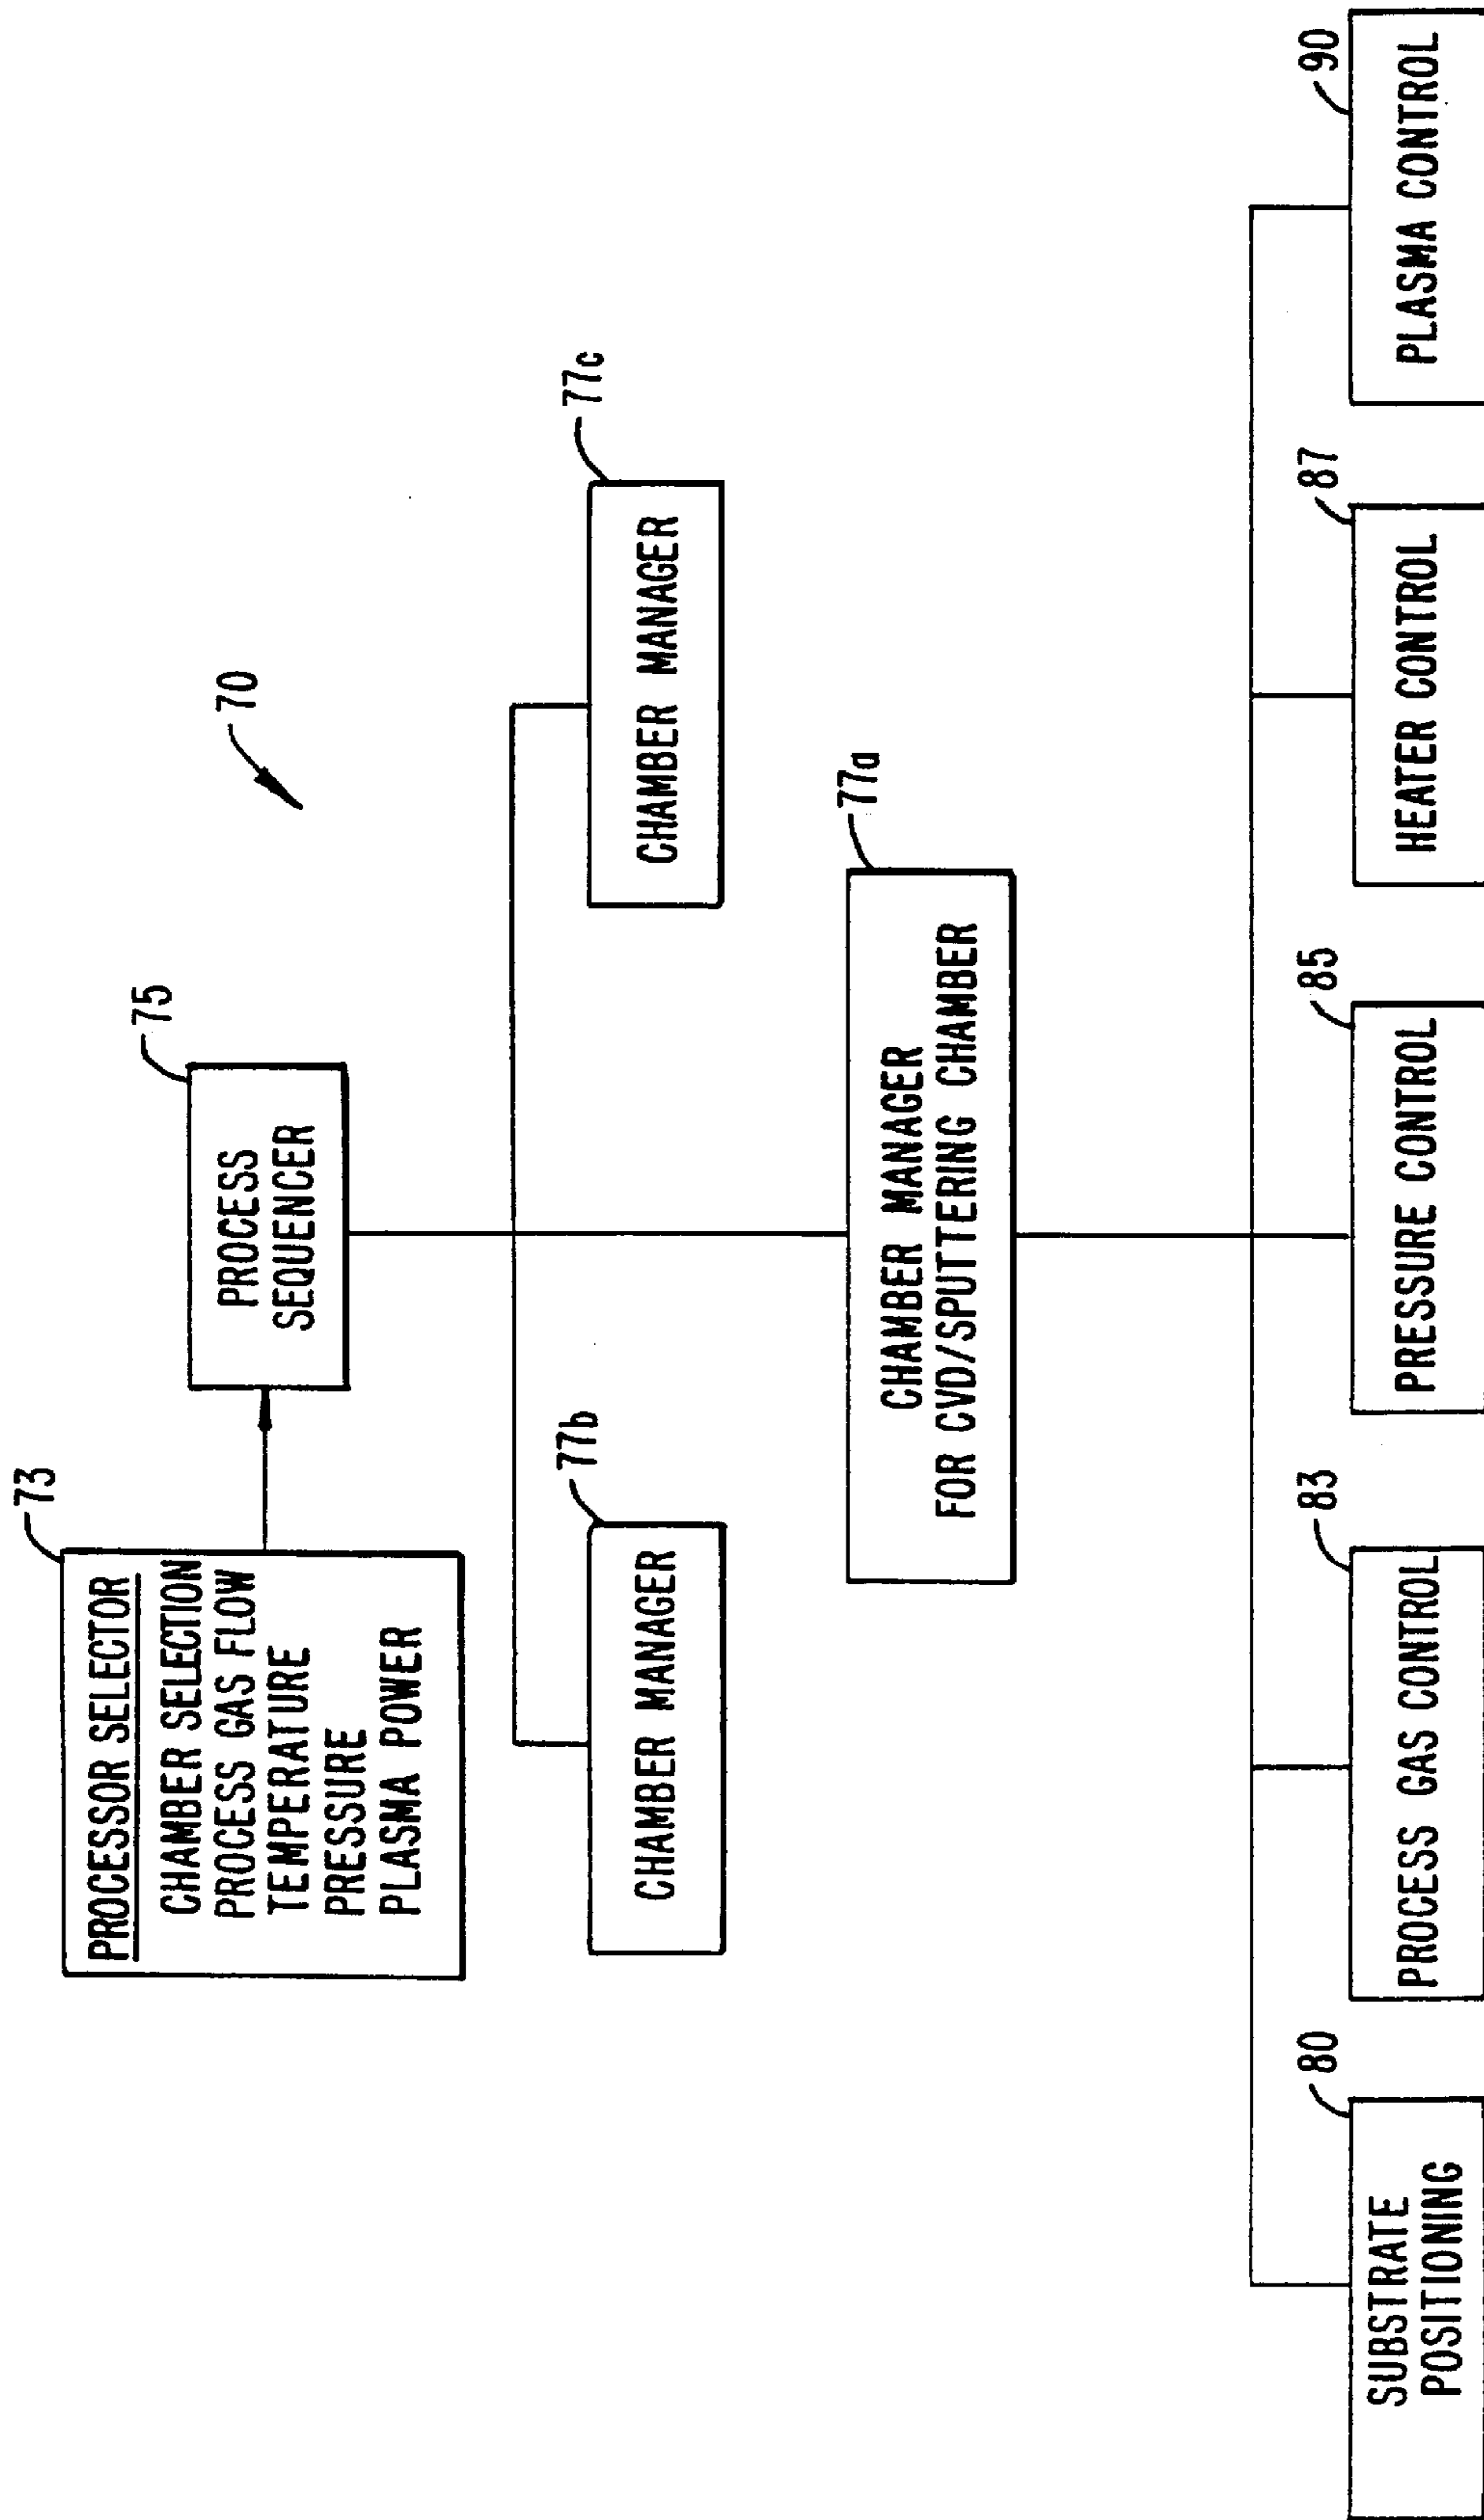 70
73
PROCESSOR SELECTOR
CHAMBER SELECTION
PROCESS GAS FLOW
TEMPERATURE
PRESSURE
PLASMA POWER
75
PROCESS
SEQUENCER
77b
CHAMBER MANAGER
77c
CHAMBER MANAGER
77a
CHAMBER MANAGER
FOR CVD/SPUTTERING CHAMBER
80
SUBSTRATE
POSITIONING
83
PROCESS GAS CONTROL
85
PRESSURE CONTROL
87
HEATER CONTROL
90
PLASMA CONTROL